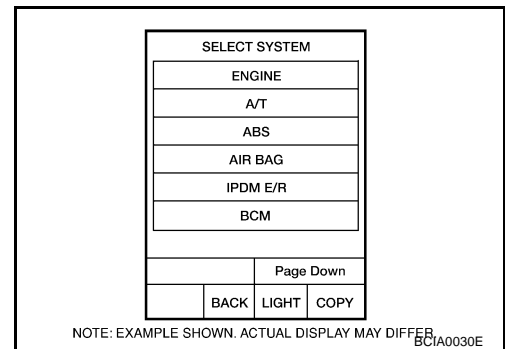 SELECT SYSTEM
ENGINE
A/T
ABS
AIR BAG
IPDM E/R
BCM
Page Down
BACK LIGHT COPY
NOTE: EXAMPLE SHOWN. ACTUAL DISPLAY MAY DIFFER.
BCIA0030E